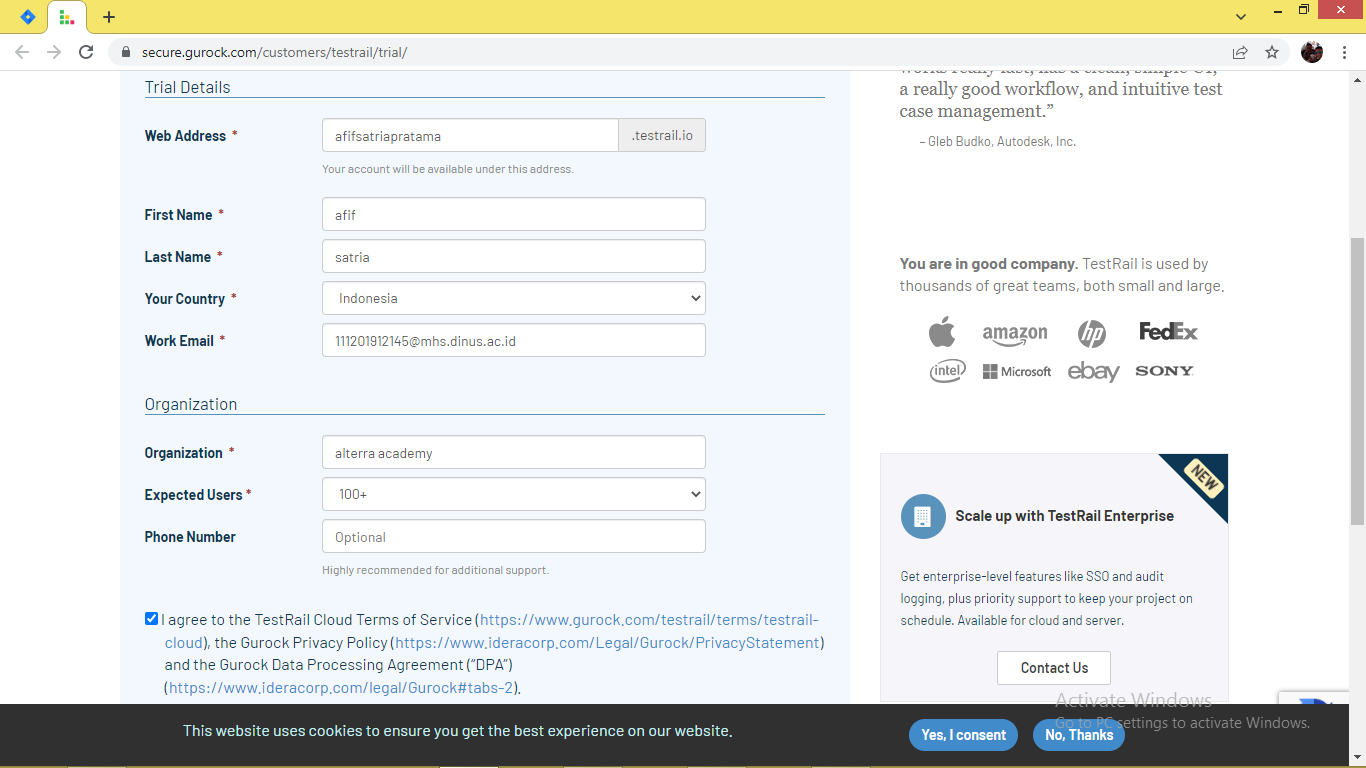 secure.gurock.com/customers/testrail/trial/
Trial Details
Web Address *
afifsatriapratama
.testrail.io
Your account will be available under this address.
First Name *
afif
Last Name *
satria
Your Country *
Indonesia
Work Email *
111201912145@mhs.dinus.ac.id
Organization
Organization *
alterra academy
Expected Users *
100+
Phone Number
Optional
Highly recommended for additional support.
I agree to the TestRail Cloud Terms of Service (https://www.gurock.com/testrail/terms/testrail-
cloud), the Gurock Privacy Policy (https://www.ideracorp.com/Legal/Gurock/PrivacyStatement)
and the Gurock Data Processing Agreement (“DPA”)
(https://www.ideracorp.com/legal/Gurock#tabs-2).
works really fast, has a clean, simple UI,
a really good workflow, and intuitive test
case management.”
– Gleb Budko, Autodesk, Inc.
You are in good company. TestRail is used by
thousands of great teams, both small and large.
amazon
hp
FedEx
intel
Microsoft
ebay
SONY
NEW
Scale up with TestRail Enterprise
Get enterprise-level features like SSO and audit
logging, plus priority support to keep your project on
schedule. Available for cloud and server.
Contact Us
Activate Windows
Go to PC settings to activate Windows.
This website uses cookies to ensure you get the best experience on our website.
Yes, I consent
No, Thanks